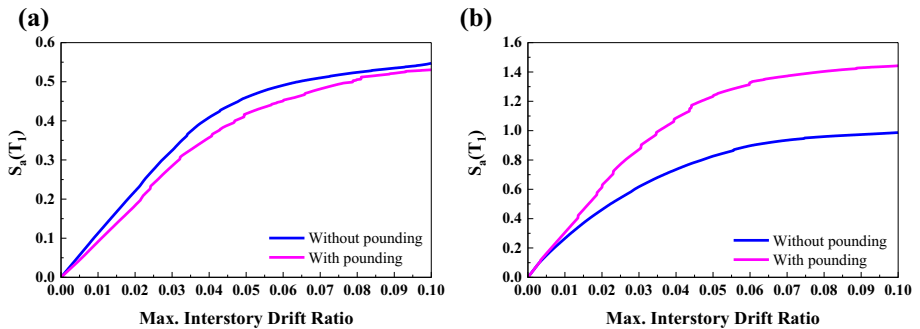 (a)
0.6
0.5
0.4
0.3
0.2
0.1
0.0
Sa(T1)
Without pounding
With pounding
0.00 0.01 0.02 0.03 0.04 0.05 0.06 0.07 0.08 0.09 0.10
Max. Interstory Drift Ratio
(b)
1.6
1.4
1.2
1.0
0.8
0.6
0.4
0.2
0.0
Sa(T1)
Without pounding
With pounding
0.00 0.01 0.02 0.03 0.04 0.05 0.06 0.07 0.08 0.09 0.10
Max. Interstory Drift Ratio